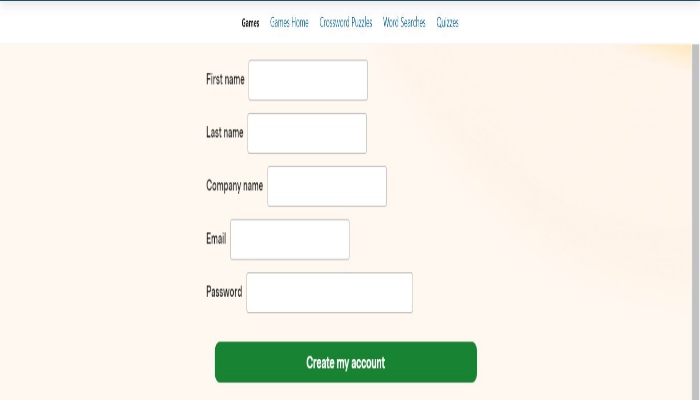 Games Games Home Crossword Puzzles Word Searches Quizzes
First name
Last name
Company name
Email
Password
Create my account